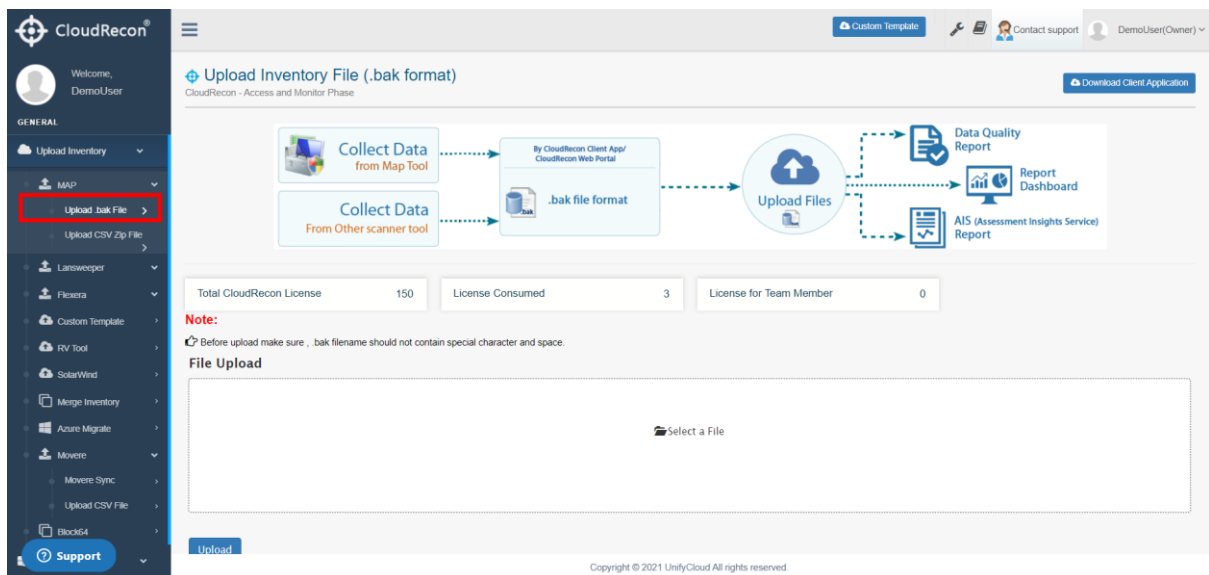 CloudRecon®
Custom Template
Contact support
DemoUser(Owner)
Welcome,
DemoUser
GENERAL
Upload Inventory
MAP
Upload .bak File
Upload CSV Zip File
Lansweeper
Flexera
Custom Template
RV Tool
SolarWind
Merge Inventory
Azure Migrate
Movere
Movere Sync
Upload CSV File
Block64
Support
Upload Inventory File (.bak format)
CloudRecon - Access and Monitor Phase
Download Client Application
Collect Data
from Map Tool
Collect Data
From Other scanner tool
By CloudRecon Client App/
CloudRecon Web Portal
.bak
.bak file format
Upload Files
Data Quality
Report
Report
Dashboard
AIS (Assessment Insights Service)
Report
Total CloudRecon License 150
License Consumed 3
License for Team Member 0
Note:
Before upload make sure , .bak filename should not contain special character and space.
File Upload
Select a File
Upload
Copyright © 2021 UnifyCloud All rights reserved.